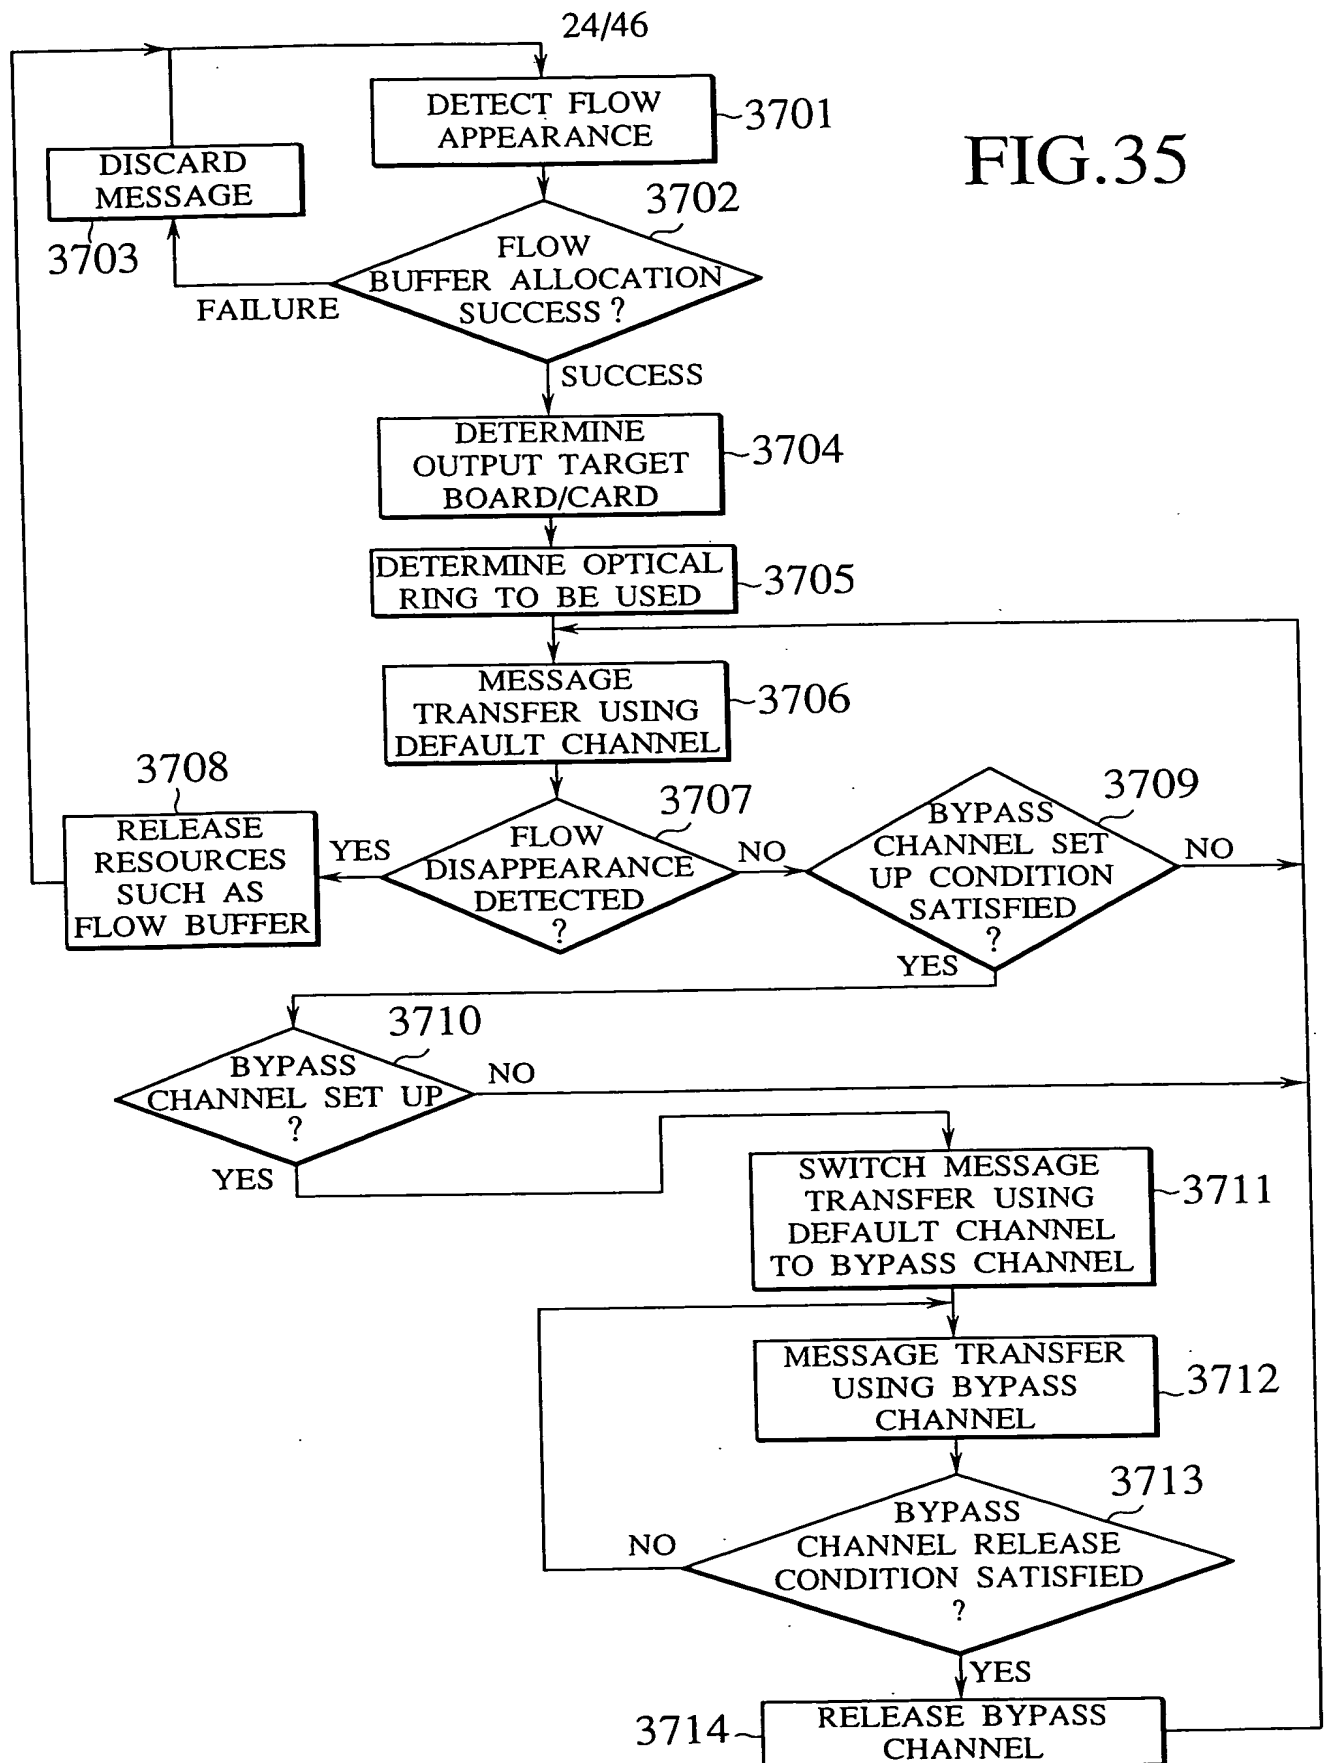 24/46
DETECT FLOW
APPEARANCE
3701
FIG.35
DISCARD
MESSAGE
3703
3702
FLOW
BUFFER ALLOCATION
SUCCESS ?
FAILURE
SUCCESS
DETERMINE
OUTPUT TARGET
BOARD/CARD
3704
DETERMINE OPTICAL
RING TO BE USED
3705
MESSAGE
TRANSFER USING
DEFAULT CHANNEL
3706
3708
RELEASE
RESOURCES
SUCH AS
FLOW BUFFER
YES
3707
FLOW
DISAPPEARANCE
DETECTED
?
NO
3709
BYPASS
CHANNEL SET
UP CONDITION
SATISFIED
?
NO
YES
3710
BYPASS
CHANNEL SET UP
?
NO
YES
SWITCH MESSAGE
TRANSFER USING
DEFAULT CHANNEL
TO BYPASS CHANNEL
3711
MESSAGE TRANSFER
USING BYPASS
CHANNEL
3712
3713
BYPASS
CHANNEL RELEASE
CONDITION SATISFIED
?
NO
YES
3714
RELEASE BYPASS
CHANNEL